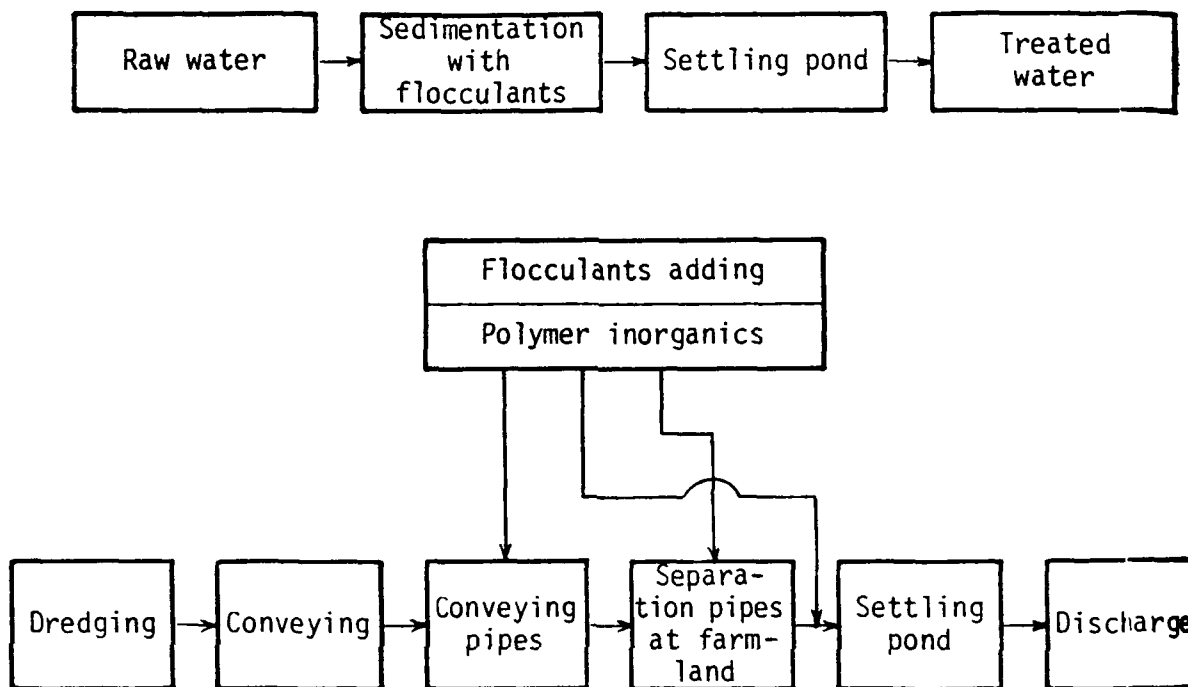 Raw water
Sedimentation
with
flocculants
Settling pond
Treated
water
Flocculants adding
Polymer inorganics
Dredging
Conveying
Conveying
pipes
Separa-
tion pipes
at farm-
land
Settling
pond
Discharge